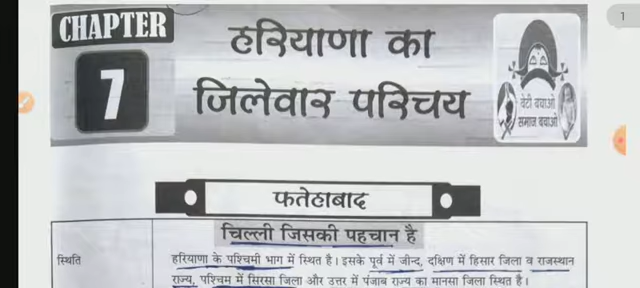 1
CHAPTER
7
हरियाणा का
जिलेवार परिचय
बेटी बचाओ
समाज बचाओ
फतेहाबाद
चिल्ली जिसकी पहचान है
स्थिति
हरियाणा के पश्चिमी भाग में स्थित है। इसके पूर्व में जीन्द, दक्षिण में हिसार जिला व राजस्थान
राज्य, पश्चिम में सिरसा जिला और उत्तर में पंजाब राज्य का मानसा जिला स्थित है।